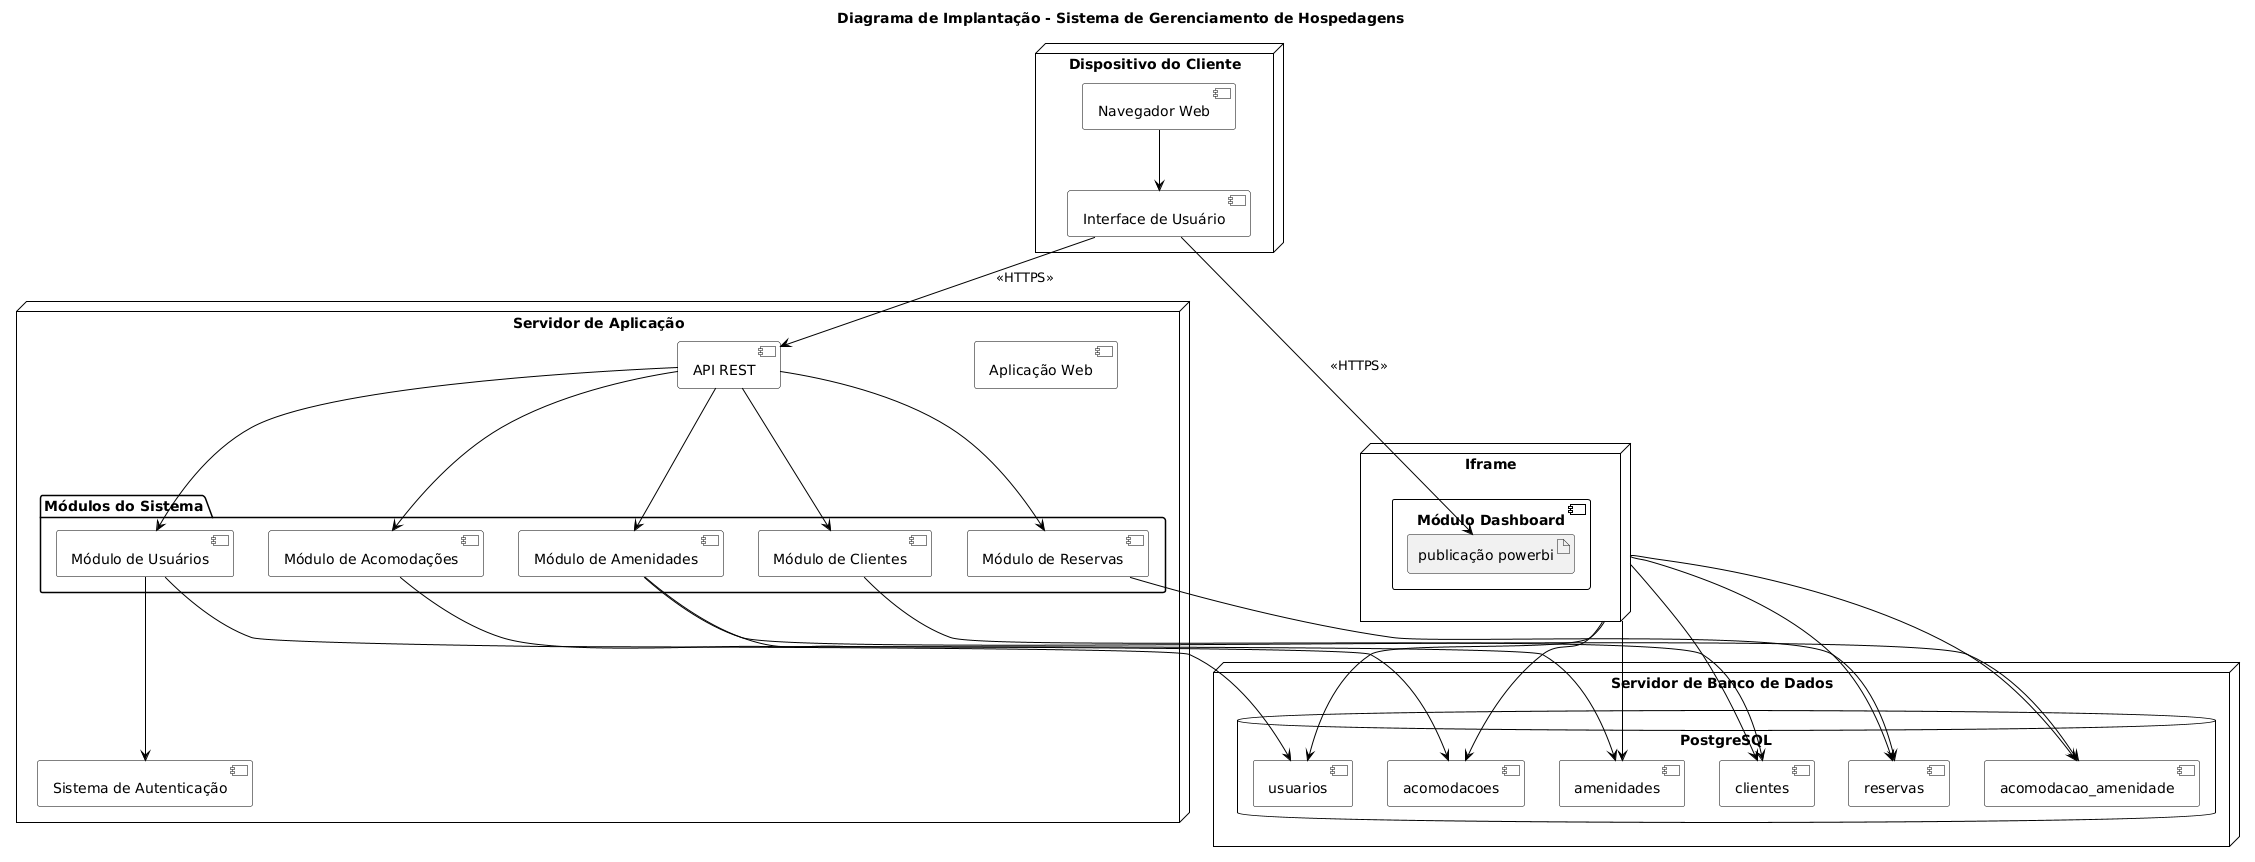 Diagrama de Implantação - Sistema de Gerenciamento de Hospedagens
Dispositivo do Cliente
Navegador Web
Interface de Usuário
«HTTPS»
Servidor de Aplicação
API REST
Aplicação Web
«HTTPS»
Iframe
Módulo Dashboard
publicação powerbi
Módulos do Sistema
Módulo de Usuários
Módulo de Acomodações
Módulo de Amenidades
Módulo de Clientes
Módulo de Reservas
Servidor de Banco de Dados
PostgreSQL
Sistema de Autenticação
usuarios
acomodacoes
amenidades
clientes
reservas
acomodacao_amenidade